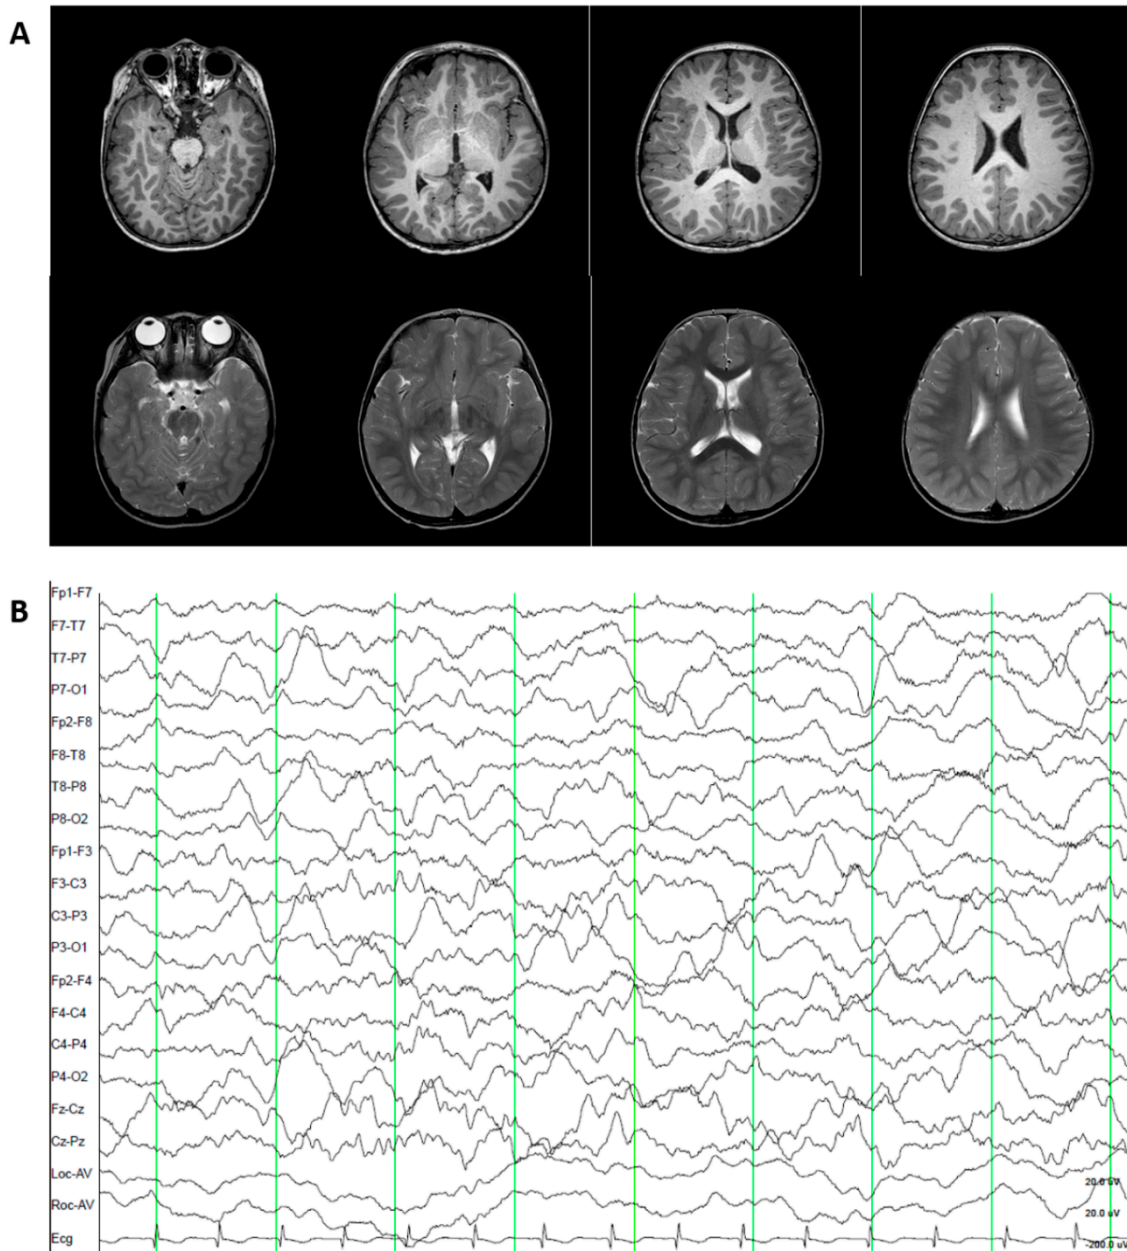 A
B
Fp1-F7
F7-T7
T7-P7
P7-O1
Fp2-F8
F8-T8
T8-P8
P8-O2
Fp1-F3
F3-C3
C3-P3
P3-O1
Fp2-F4
F4-C4
C4-P4
P4-O2
Fz-Cz
Cz-Pz
Loc-AV
20.0 uV
Roc-AV
20.0 uV
Ecg
-200.0 uV